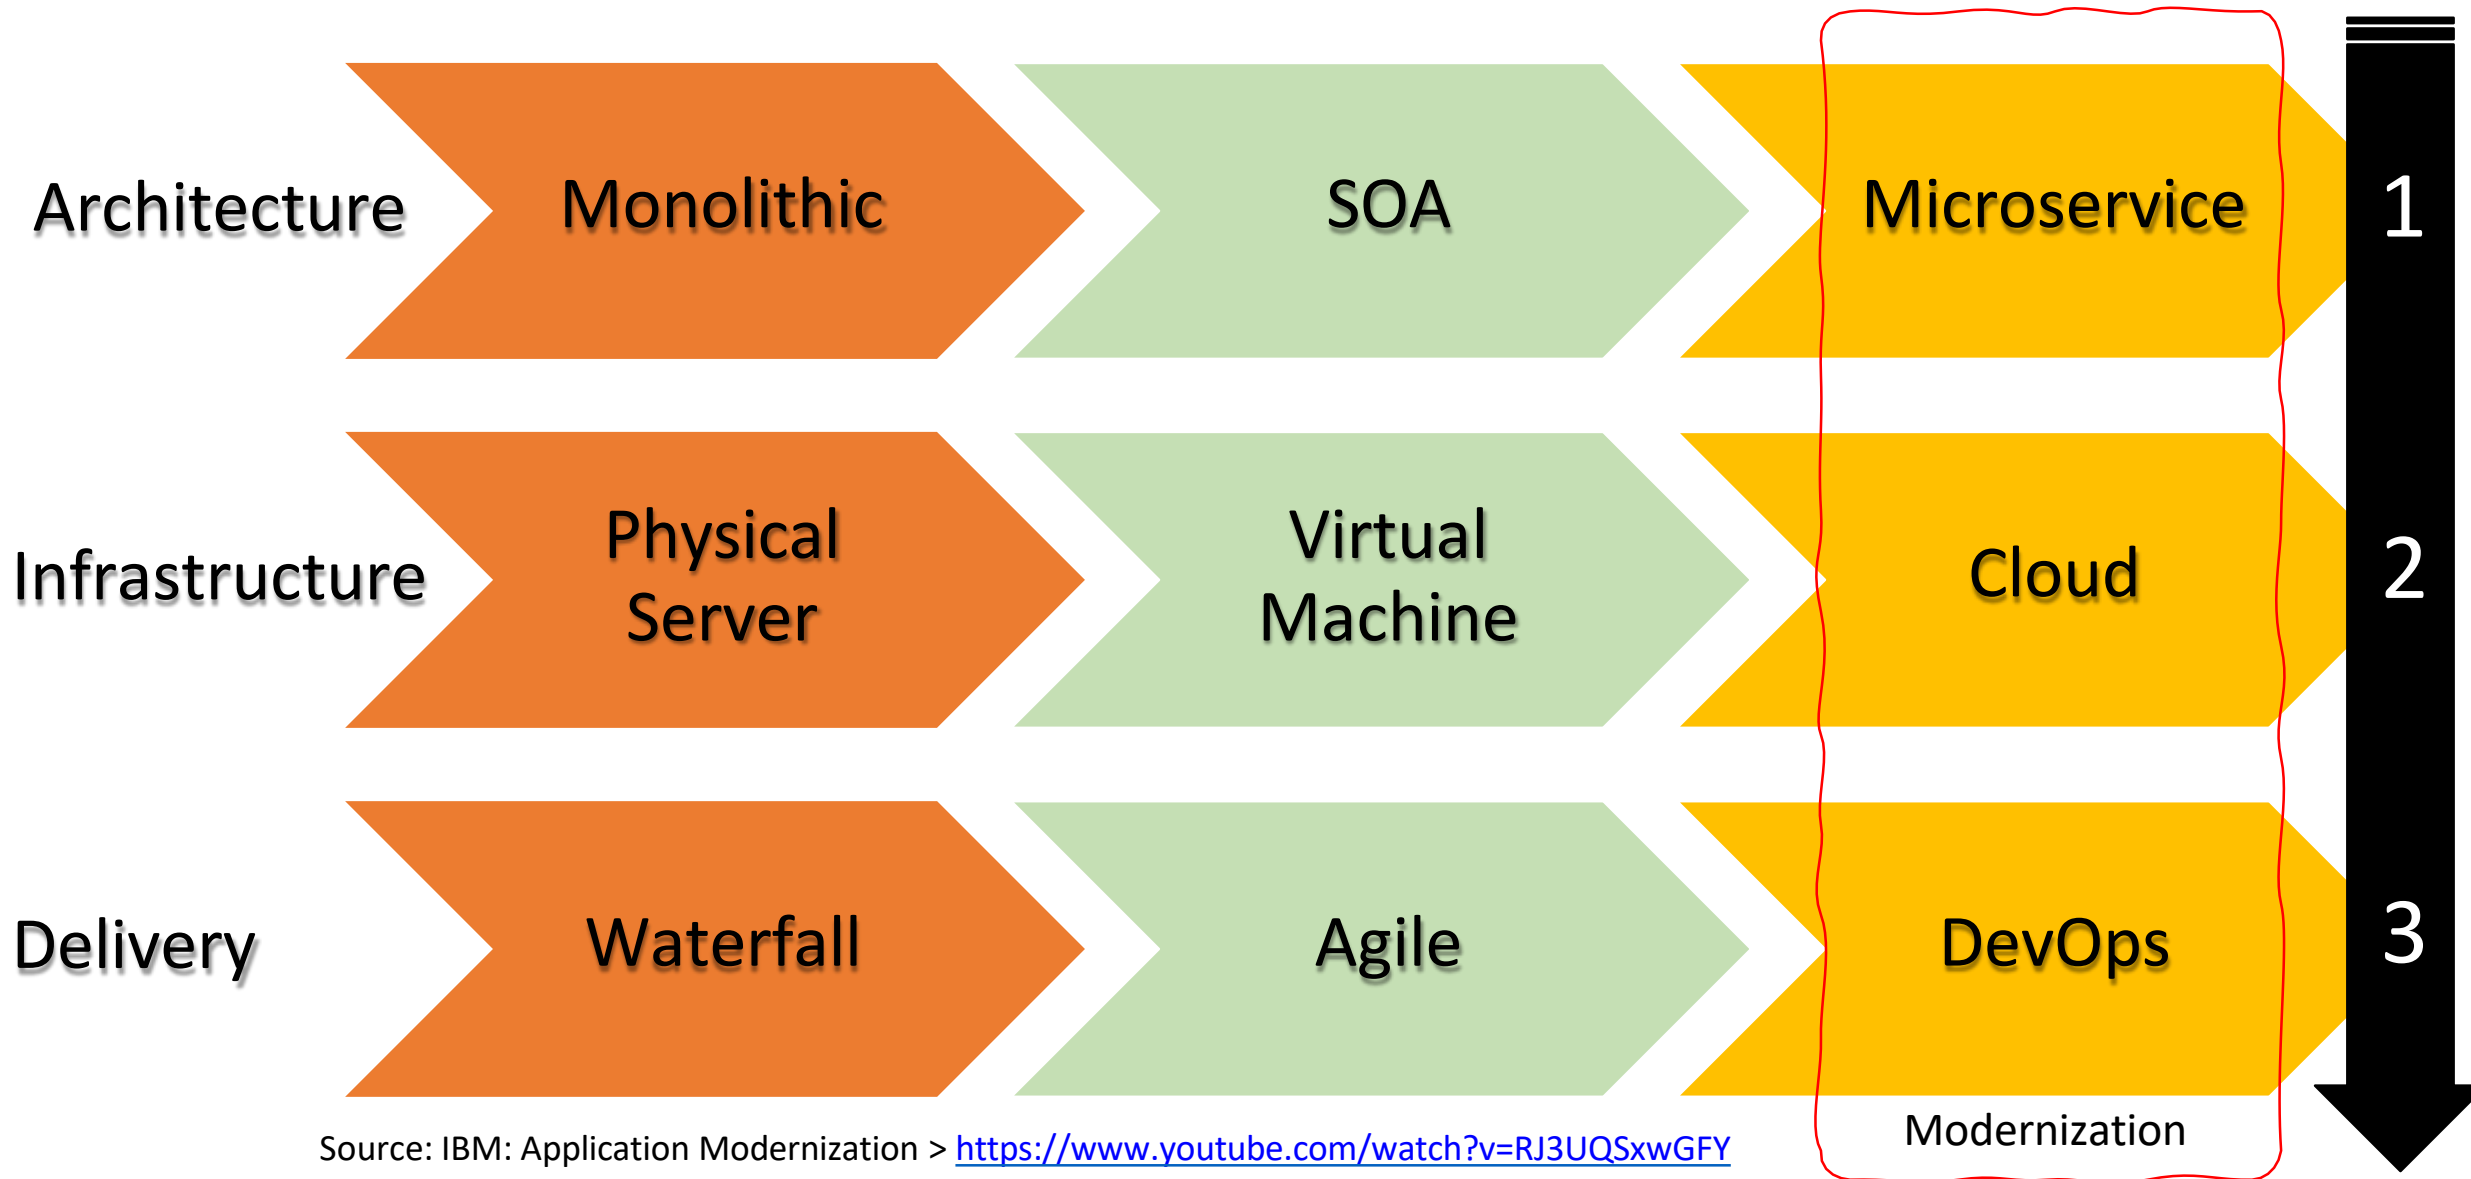 Architecture
Monolithic
SOA
Microservice
1
Infrastructure
Physical
Server
Virtual
Machine
Cloud
2
Delivery
Waterfall
Agile
DevOps
3
Modernization
Source: IBM: Application Modernization > https://www.youtube.com/watch?v=RJ3UQSxwGFY